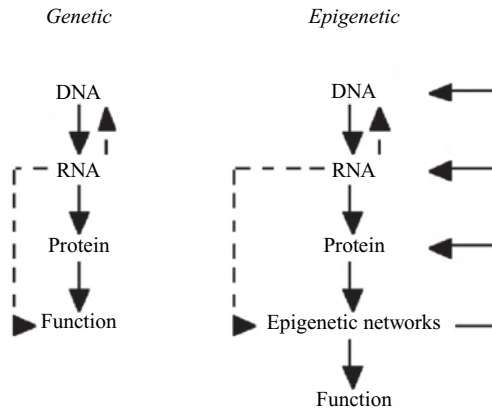 Genetic
DNA
RNA
Protein
Function
Epigenetic
DNA
RNA
Protein
Epigenetic networks
Function